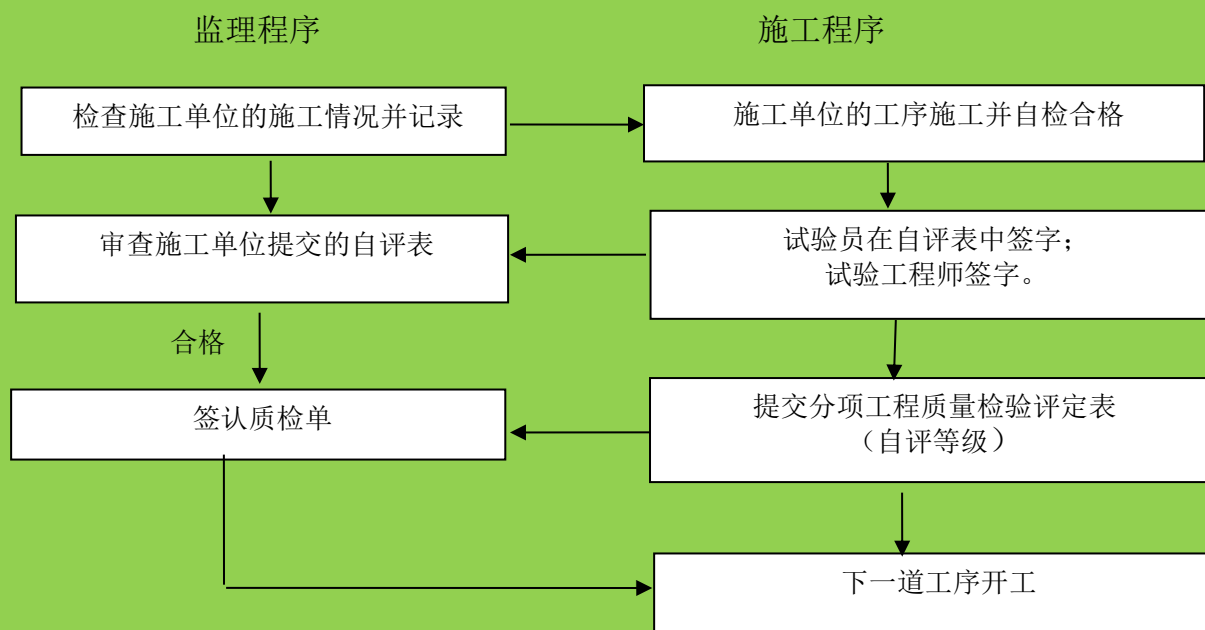 监理程序
施工程序
检查施工单位的施工情况并记录
施工单位的工序施工并自检合格
审查施工单位提交的自评表
试验员在自评表中签字；
试验工程师签字。
合格
签认质检单
提交分项工程质量检验评定表
（自评等级）
下一道工序开工